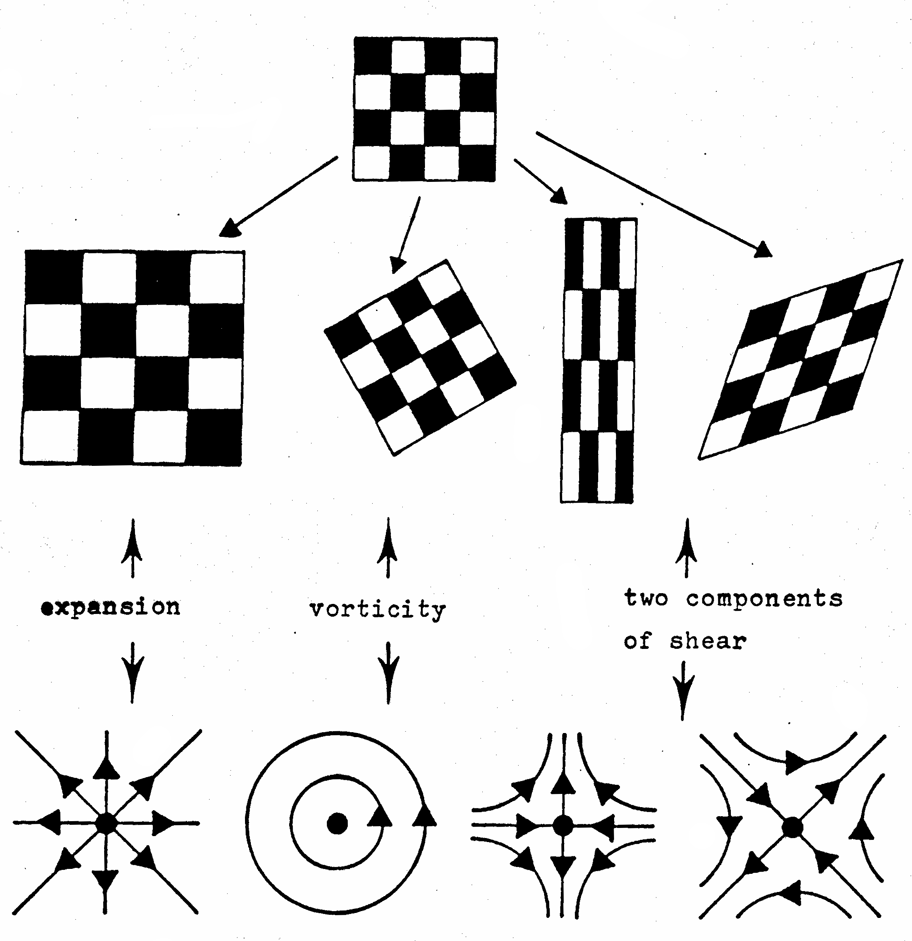 expansion
vorticity
two components
of shear